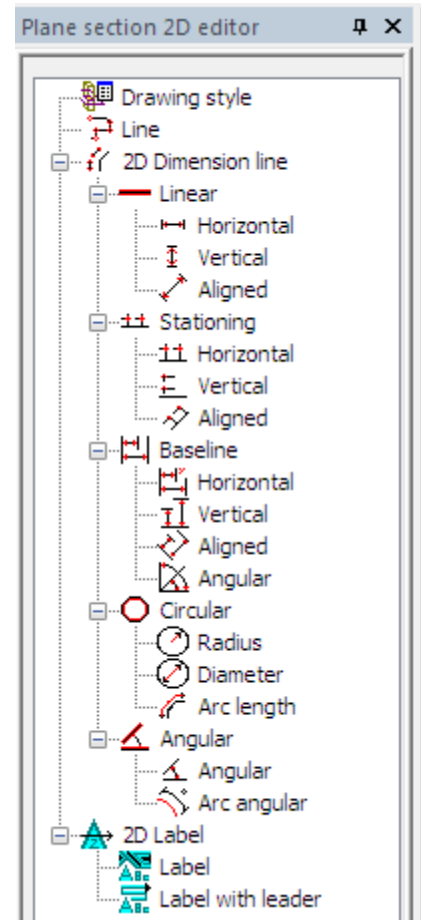 Plane section 2D editor
Drawing style
Line
2D Dimension line
Linear
Horizontal
Vertical
Aligned
Stationing
Horizontal
Vertical
Aligned
Baseline
Horizontal
Vertical
Aligned
Angular
Circular
Radius
Diameter
Arc length
Angular
Angular
Arc angular
2D Label
Label
Label with leader